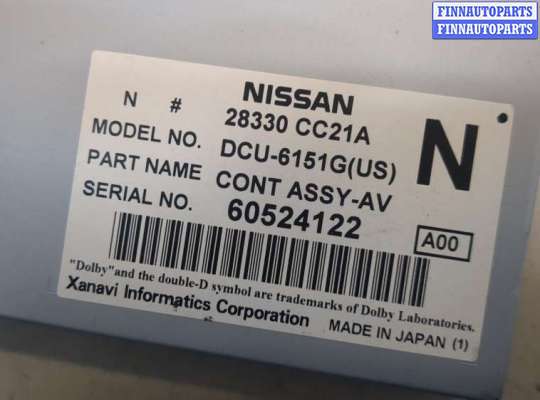 FINNAUTOPARTS
FINNAUTOPARTS
NISSAN
N # 28330 CC21A
MODEL NO. DCU-6151G(US)
PART NAME CONT ASSY-AV
SERIAL NO. 60524122
N
A00
"Dolby"and the double-D symbol are trademarks of Dolby Laboratories.
Xanavi Informatics Corporation MADE IN JAPAN (1)